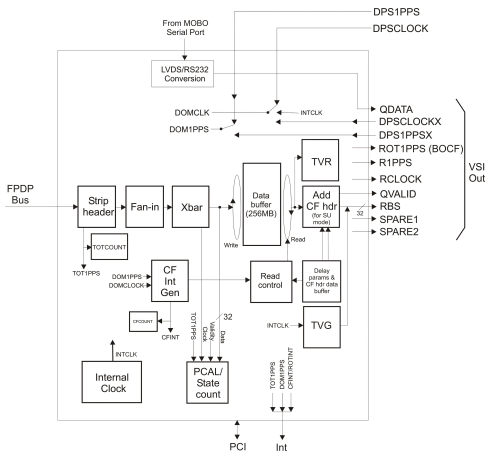 DPS1PPS
DPSCLOCK
From MOBO
Serial Port
LVDS/RS232
Conversion
DOMCLK
INTCLK
DOM1PPS
QDATA
DPSCLOCKX
DPS1PPSX
ROT1PPS (BOCF)
R1PPS
RCLOCK
QVALID
RBS
32
SPARE1
SPARE2
VSI
Out
FPDP
Bus
Strip
header
Fan-in
Xbar
Write
Data
buffer
(256MB)
Read
TVR
Add
CF hdr
(for SU
mode)
TOTCOUNT
TOT1PPS
DOM1PPS
DOMCLOCK
CF
Int
Gen
Read
control
Delay
params &
CF hdr data
buffer
CFCOUNT
CFINT
INTCLK
TVG
INTCLK
Internal
Clock
TOT1PPS
Clock
Validity
Data
32
PCAL/
State
count
TOT1PPS
DOM1PPS
CFINT/ROTINT
PCI
Int